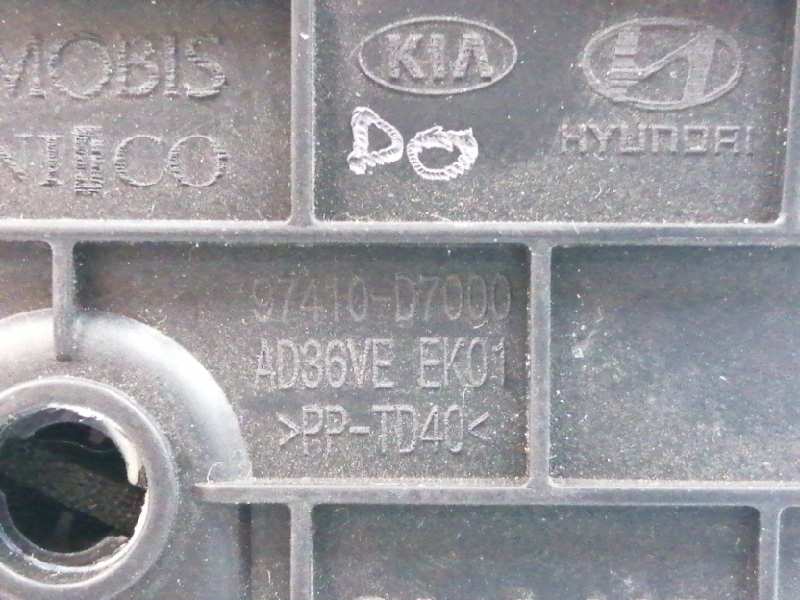 MOBIS
KIA
HYUNDAI
DO
97410-D7000
AD36VE EK01
>PP-TD40<